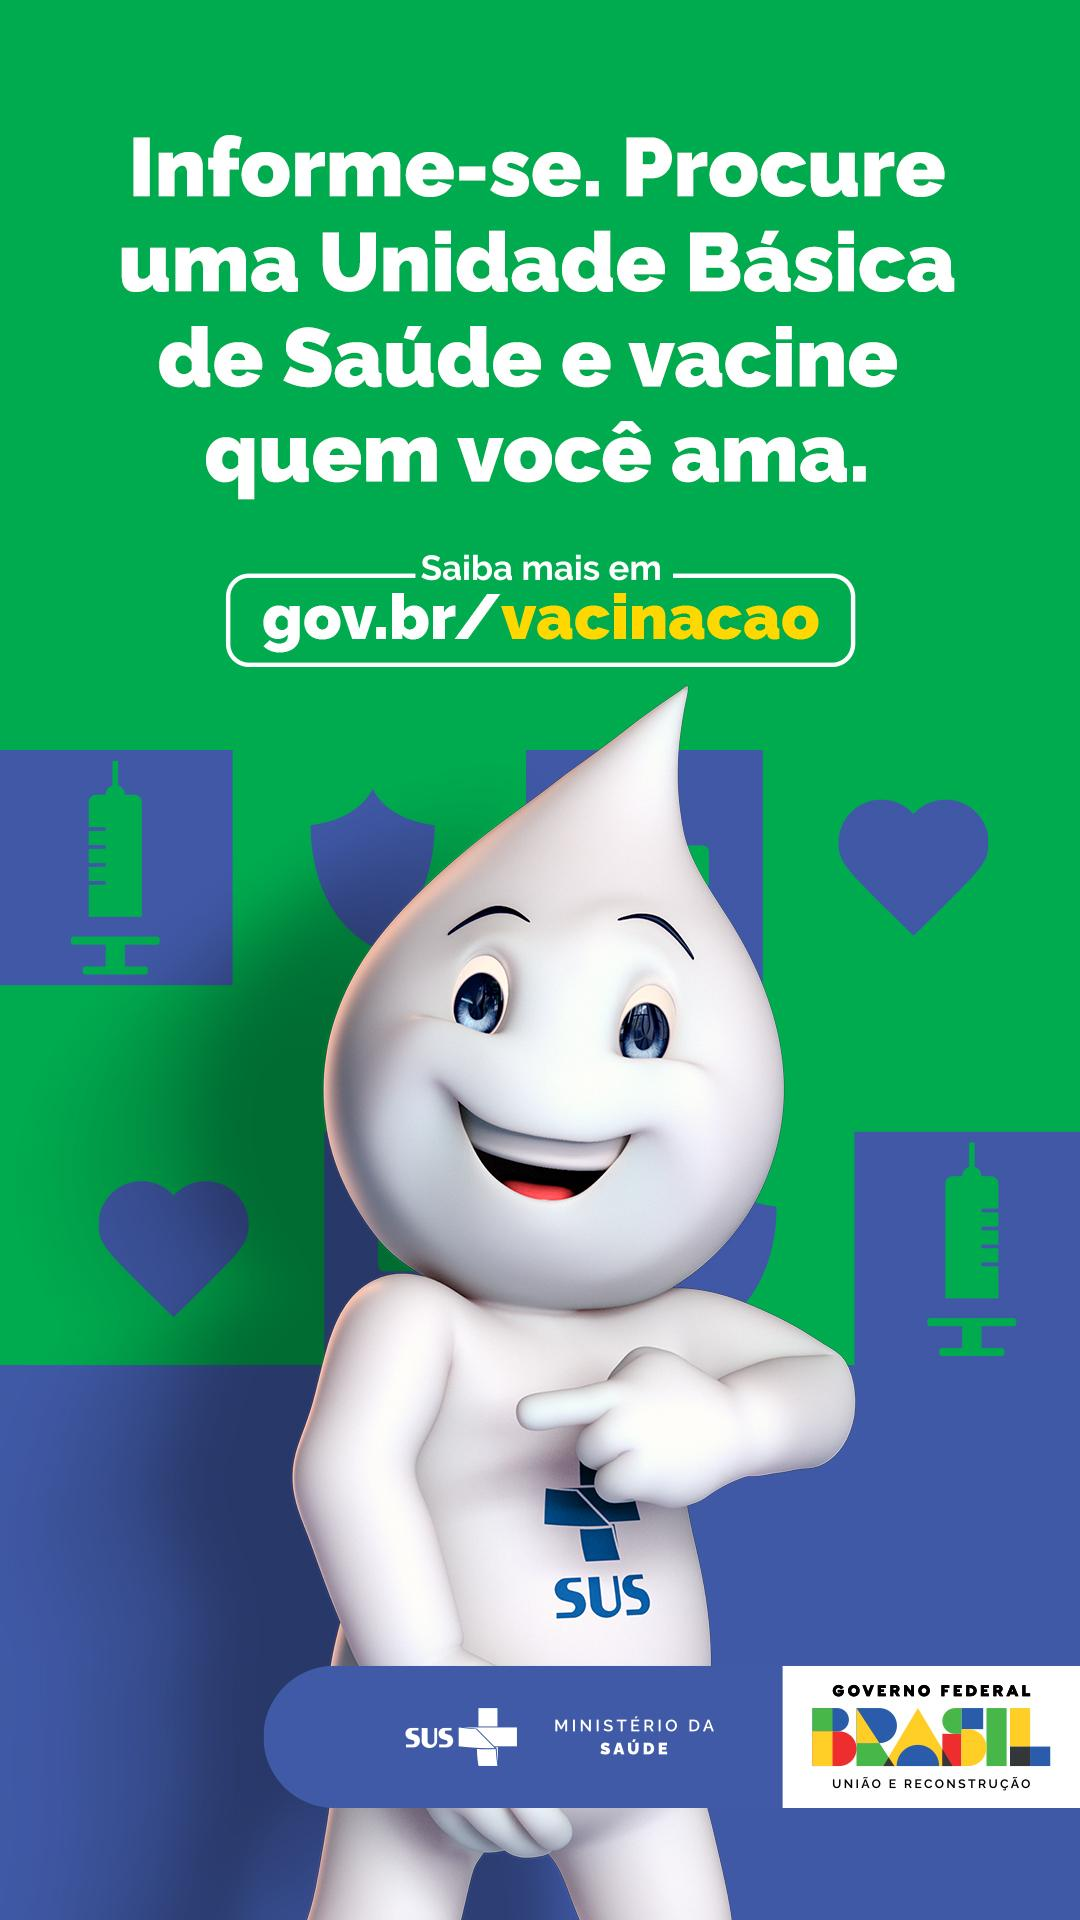 Informe-se. Procure
uma Unidade Básica
de Saúde e vacine
quem você ama.
Saiba mais em
gov.br/vacinacao
SUS
SUS
MINISTÉRIO DA
SAÚDE
GOVERNO FEDERAL
BRASIL
UNIÃO E RECONSTRUÇÃO